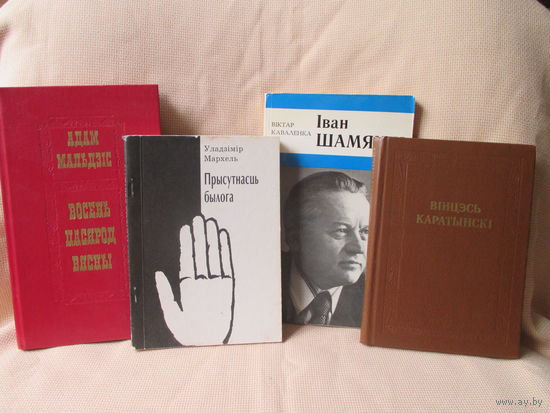 АДАМ
МАЛЬДЗІС
ВОСЕНЬ
ПАСЯРОД
ВЯСНЫ
Уладзімір
Мархель
Прысутнасць
былога
ВІКТАР
КАВАЛЕНКА
Іван
ШАМЯ
ВІНЦЭСЬ
КАРАТЫНСКІ
© www.ay.by